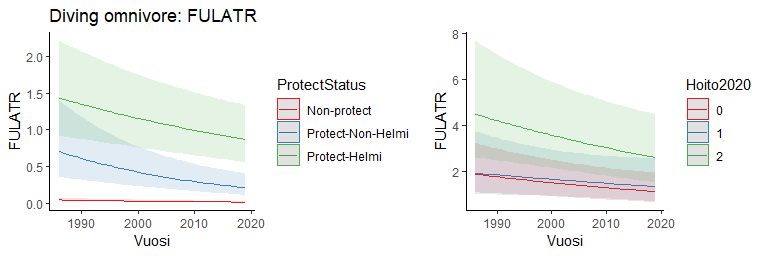 Diving omnivore: FULATR
FULATR
2.0
1.5
1.0
0.5
0.0
1990 2000 2010 2020
Vuosi
ProtectStatus
Non-protect
Protect-Non-Helmi
Protect-Helmi
FULATR
8
6
4
2
1990 2000 2010 2020
Vuosi
Hoito2020
0
1
2